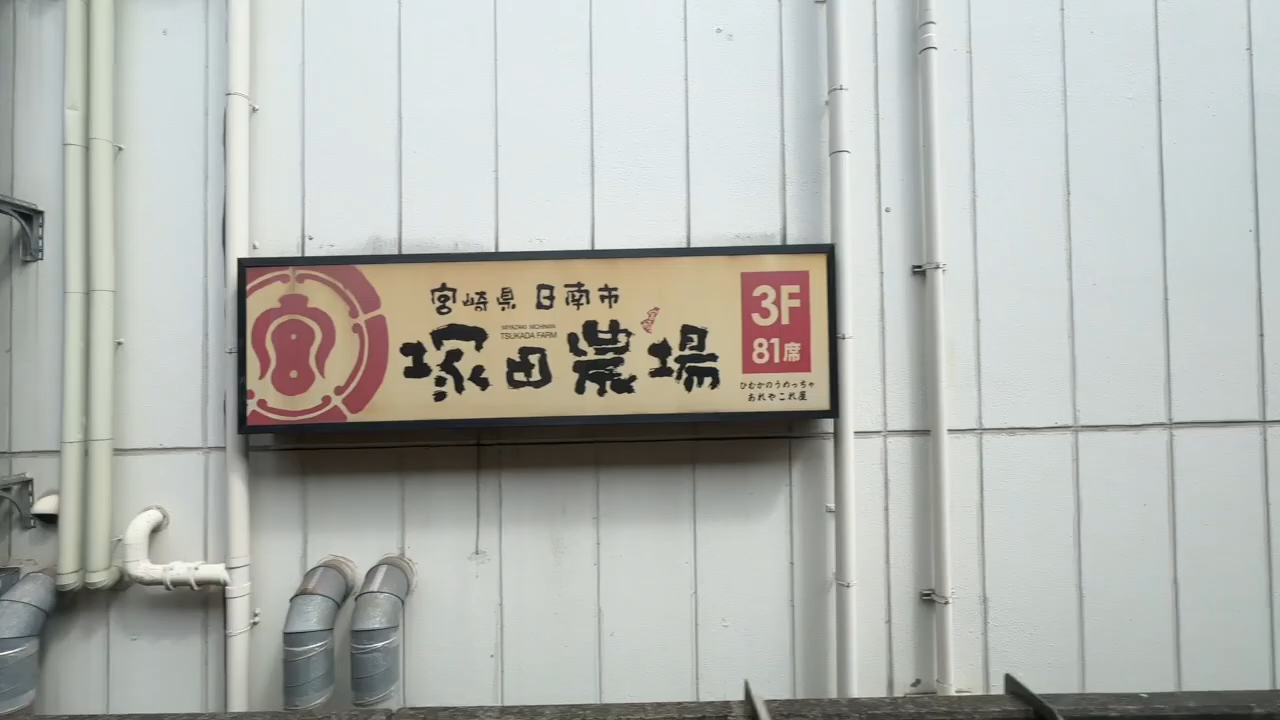 宮崎県 日南市
MIYAZAKI NICHINAN
TSUKADA FARM
塚田農場
3F
81席
ひむかのうめっちゃ
あれやこれ屋